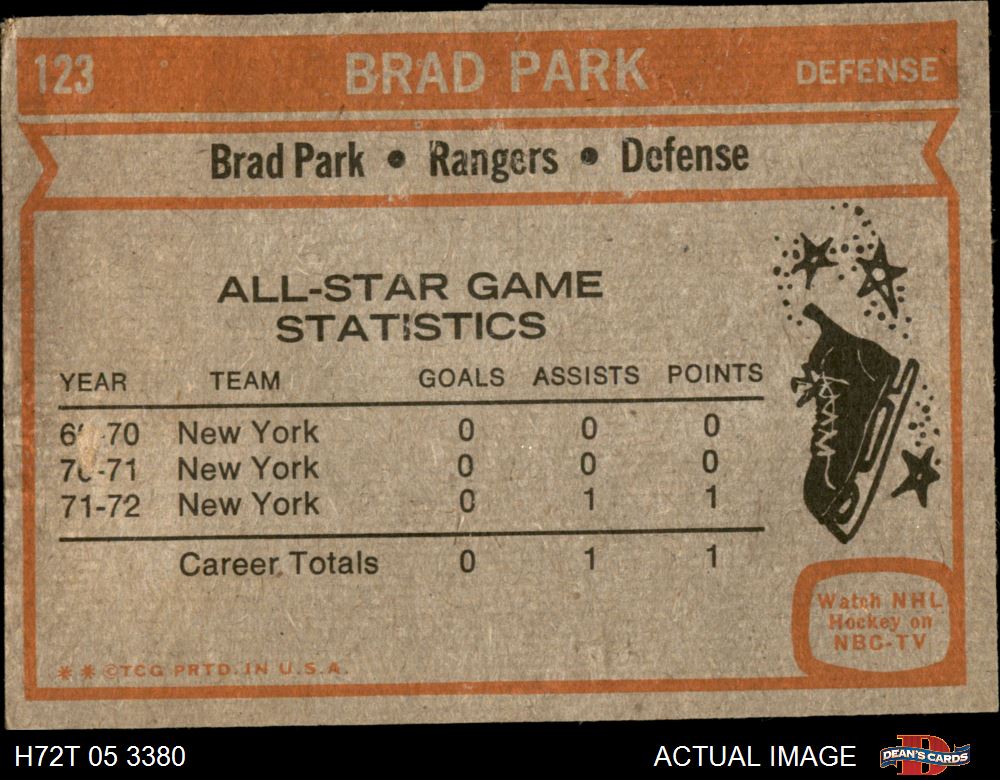 123 BRAD PARK DEFENSE
Brad Park • Rangers • Defense
ALL-STAR GAME
STATISTICS
YEAR TEAM GOALS ASSISTS POINTS
-70 New York 0 0 0
-71 New York 0 0 0
71-72 New York 0 1 1
Career Totals 0 1 1
Watch NHL
Hockey on
NBC-TV
* * ©TCG PRTD. IN U.S.A.
H72T 05 3380 ACTUAL IMAGE DEAN'S CARDS